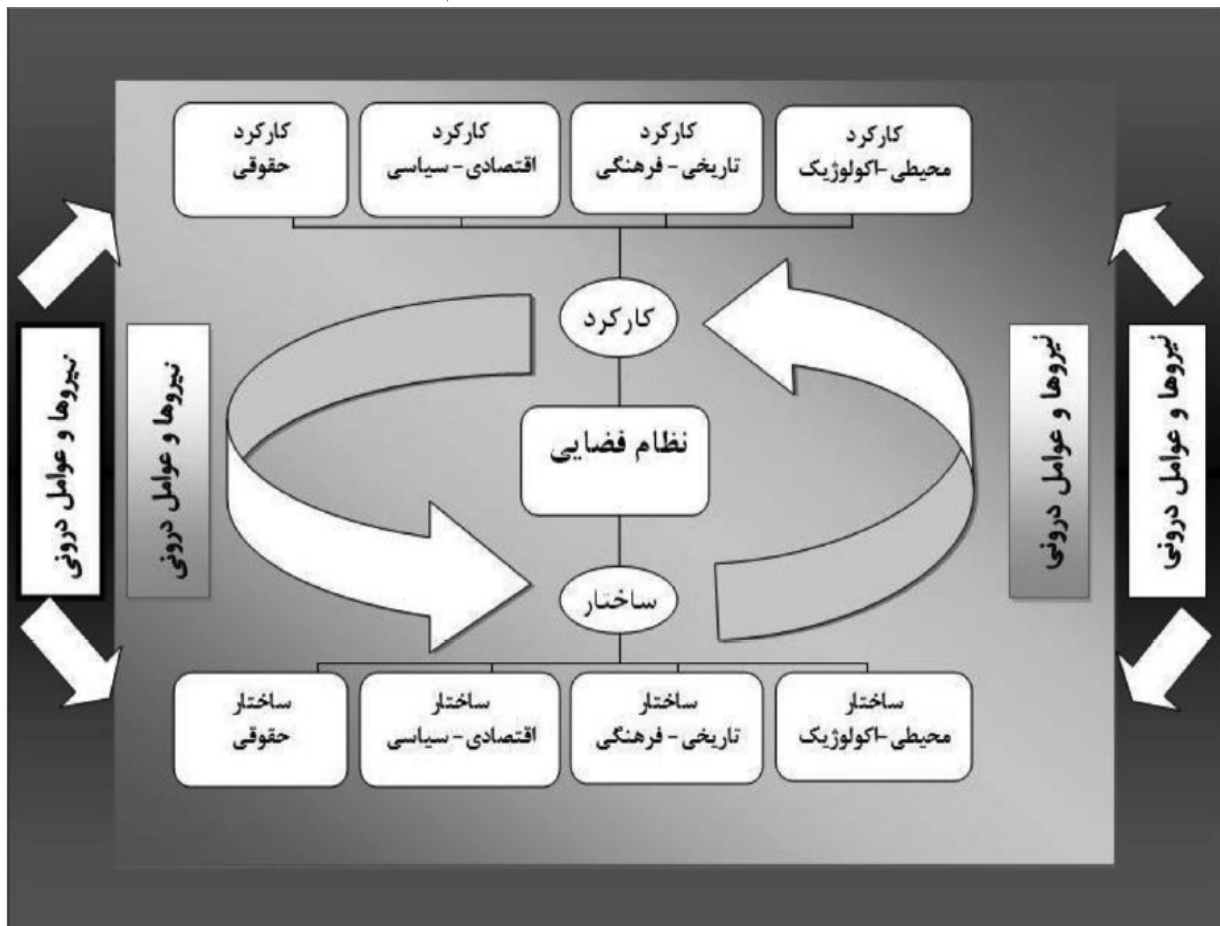 کارکرد
محیطی-اکولوژیک
کارکرد
تاریخی-فرهنگی
کارکرد
اقتصادی-سیاسی
کارکرد
حقوقی
کارکرد
نیروها و عوامل درونی
نیروها و عوامل درونی
نظام فضایی
نیروها و عوامل درونی
نیروها و عوامل درونی
ساختار
ساختار
محیطی-اکولوژیک
ساختار
تاریخی-فرهنگی
ساختار
اقتصادی-سیاسی
ساختار
حقوقی